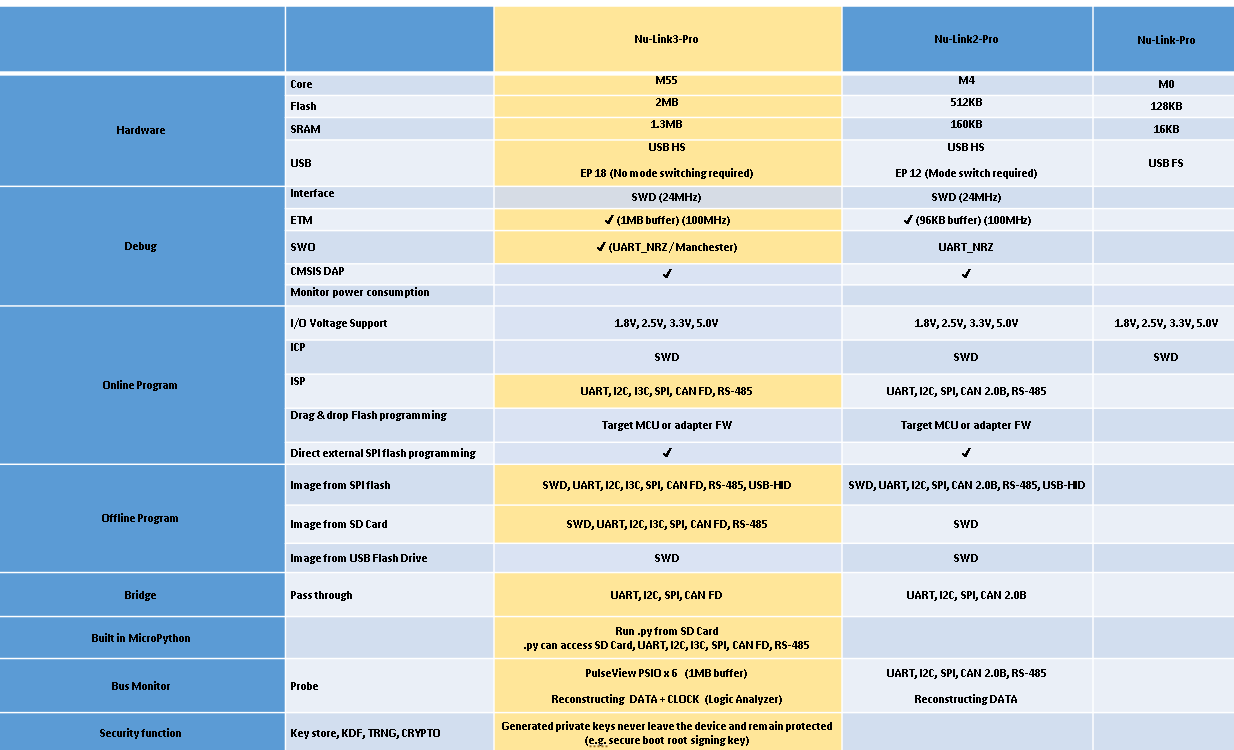 Nu-Link3-Pro Nu-Link2-Pro Nu-Link-Pro
Hardware
Core M55 M4 M0
Flash 2MB 512KB 128KB
SRAM 1.3MB 160KB 16KB
USB
USB HS
EP 18 (No mode switching required)
USB HS
EP 12 (Mode switch required)
USB FS
Debug
Interface SWD (24MHz) SWD (24MHz)
ETM ✓ (1MB buffer) (100MHz) ✓ (96KB buffer) (100MHz)
SWO ✓ (UART_NRZ / Manchester) UART_NRZ
CMSIS DAP ✓ ✓
Monitor power consumption
Online Program
I/O Voltage Support 1.8V, 2.5V, 3.3V, 5.0V 1.8V, 2.5V, 3.3V, 5.0V 1.8V, 2.5V, 3.3V, 5.0V
ICP SWD SWD SWD
ISP UART, I2C, I3C, SPI, CAN FD, RS-485 UART, I2C, SPI, CAN 2.0B, RS-485
Drag & drop Flash programming Target MCU or adapter FW Target MCU or adapter FW
Direct external SPI flash programming ✓ ✓
Offline Program
Image from SPI flash SWD, UART, I2C, I3C, SPI, CAN FD, RS-485, USB-HID SWD, UART, I2C, SPI, CAN 2.0B, RS-485, USB-HID
Image from SD Card SWD, UART, I2C, I3C, SPI, CAN FD, RS-485 SWD
Image from USB Flash Drive SWD SWD
Bridge Pass through UART, I2C, SPI, CAN FD UART, I2C, SPI, CAN 2.0B
Built in MicroPython
Run .py from SD Card
.py can access SD Card, UART, I2C, I3C, SPI, CAN FD, RS-485
Bus Monitor Probe
PulseView PSIO x 6 (1MB buffer)
Reconstructing DATA + CLOCK (Logic Analyzer)
UART, I2C, SPI, CAN 2.0B, RS-485
Reconstructing DATA
Security function Key store, KDF, TRNG, CRYPTO
Generated private keys never leave the device and remain protected
(e.g. secure boot root signing key)